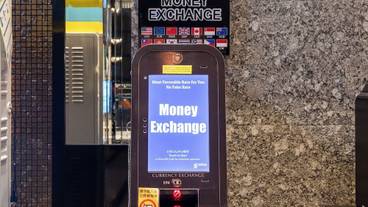 MONEY
EXCHANGE
Most Favorable Rate For You
No False Rate
Money
Exchange
CURRENCY EXCHANGE